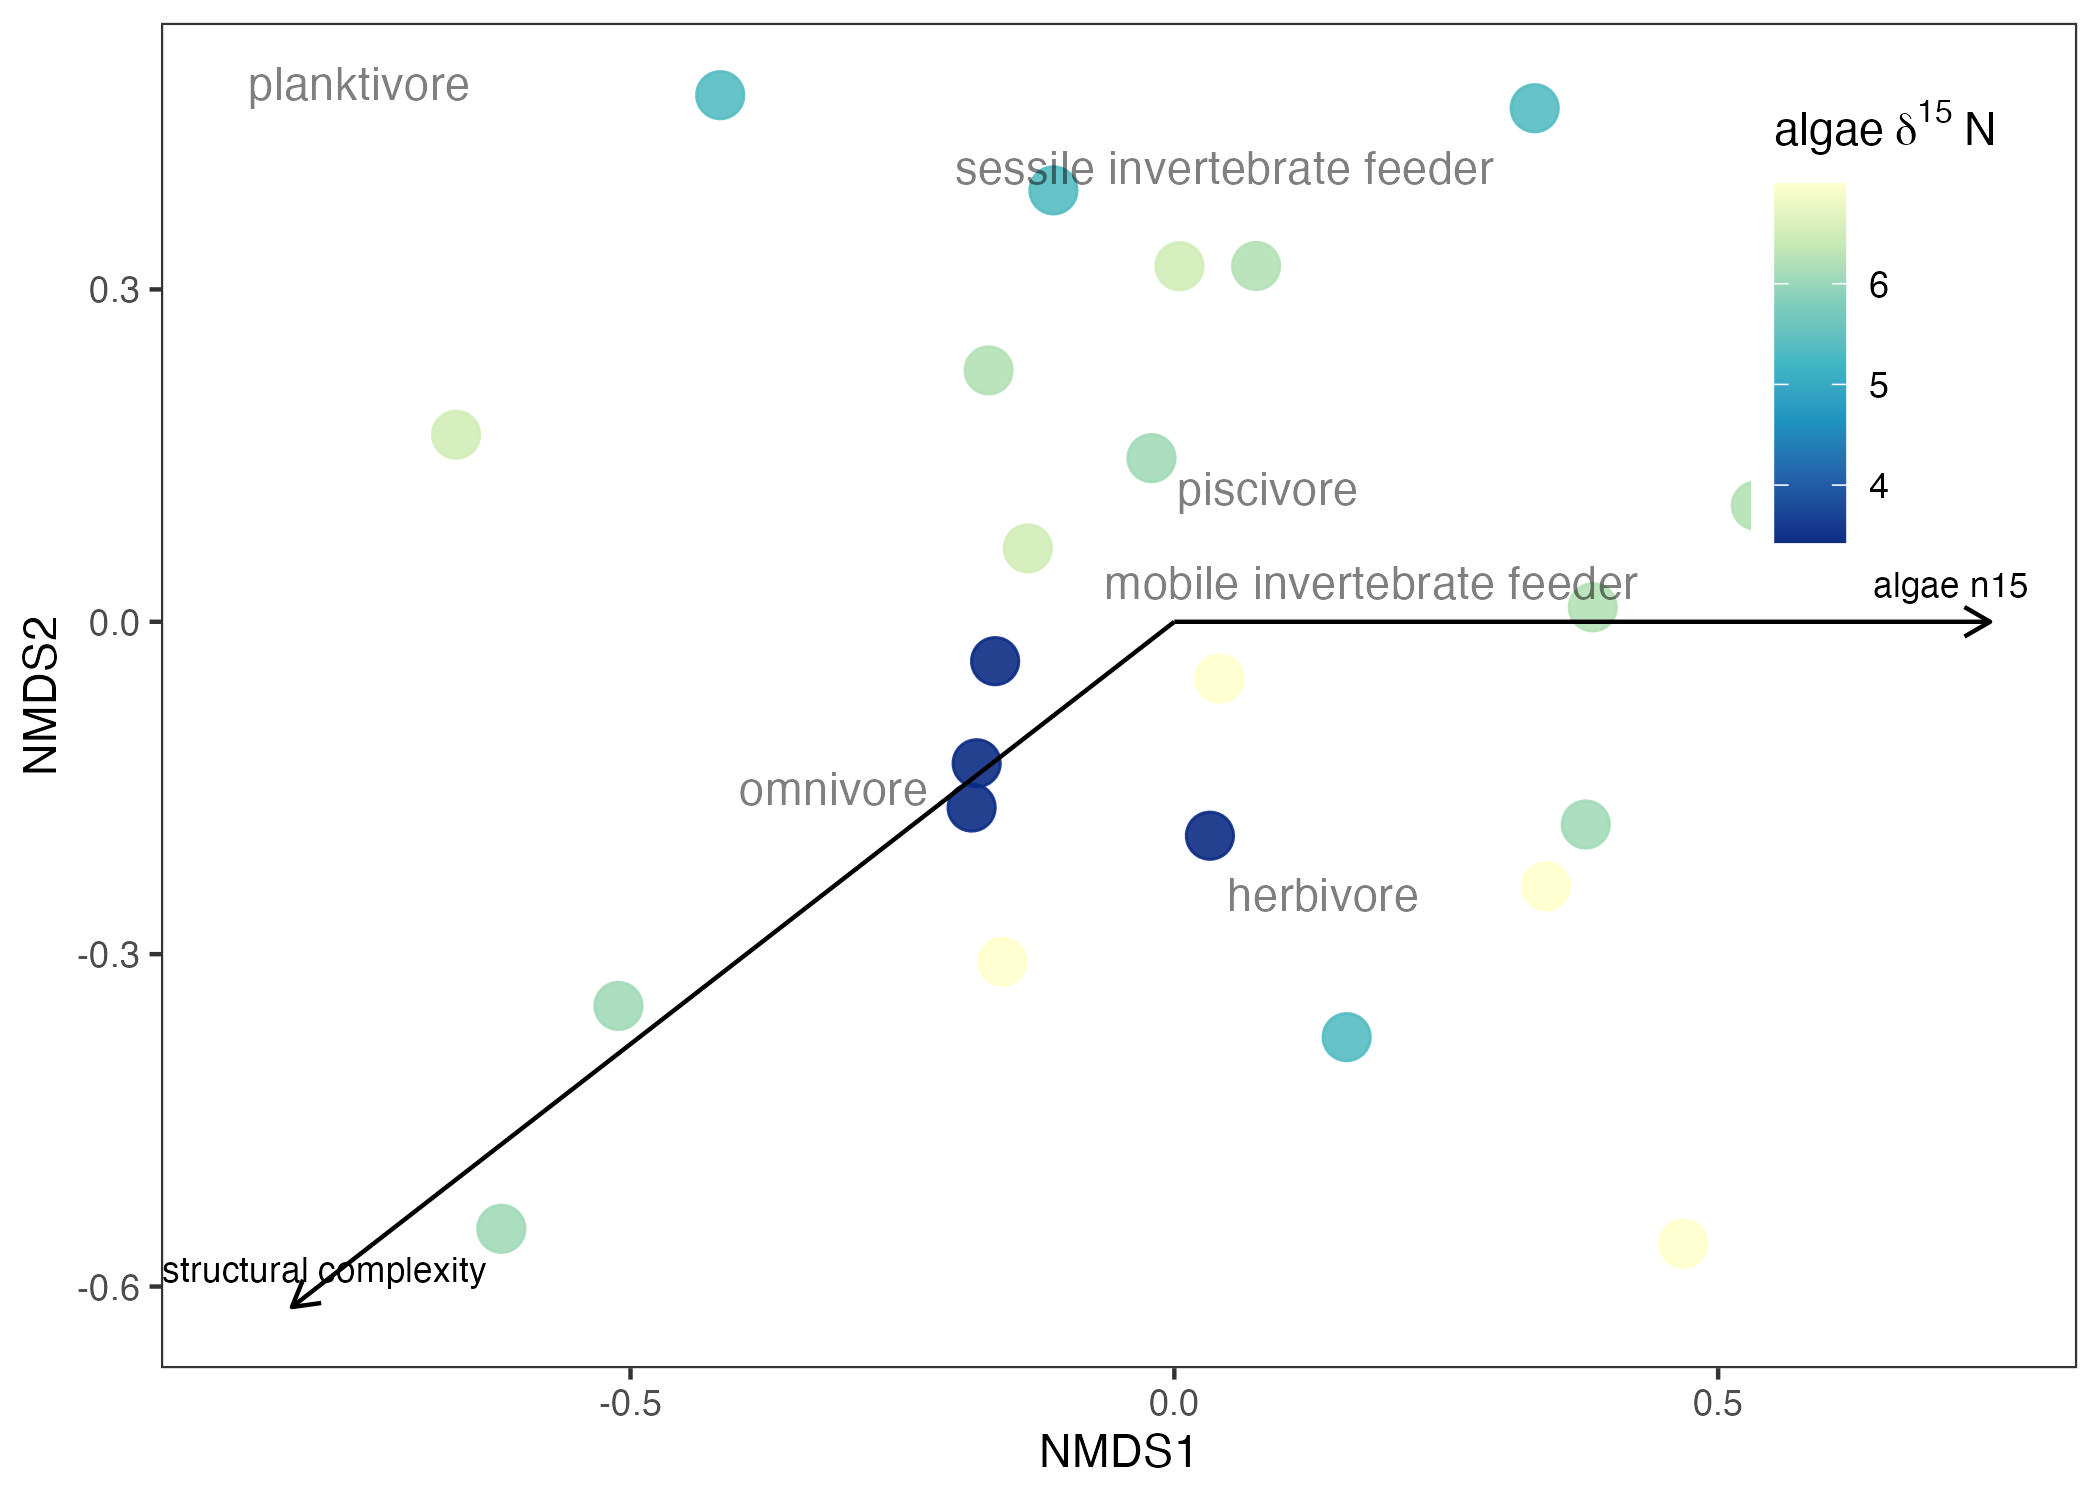 planktivore
sessile invertebrate feeder
algae δ15 N
6
5
4
0.3
piscivore
mobile invertebrate feeder
algae n15
0.0
NMDS2
omnivore
herbivore
-0.3
structural complexity
-0.6
-0.5
0.0
0.5
NMDS1